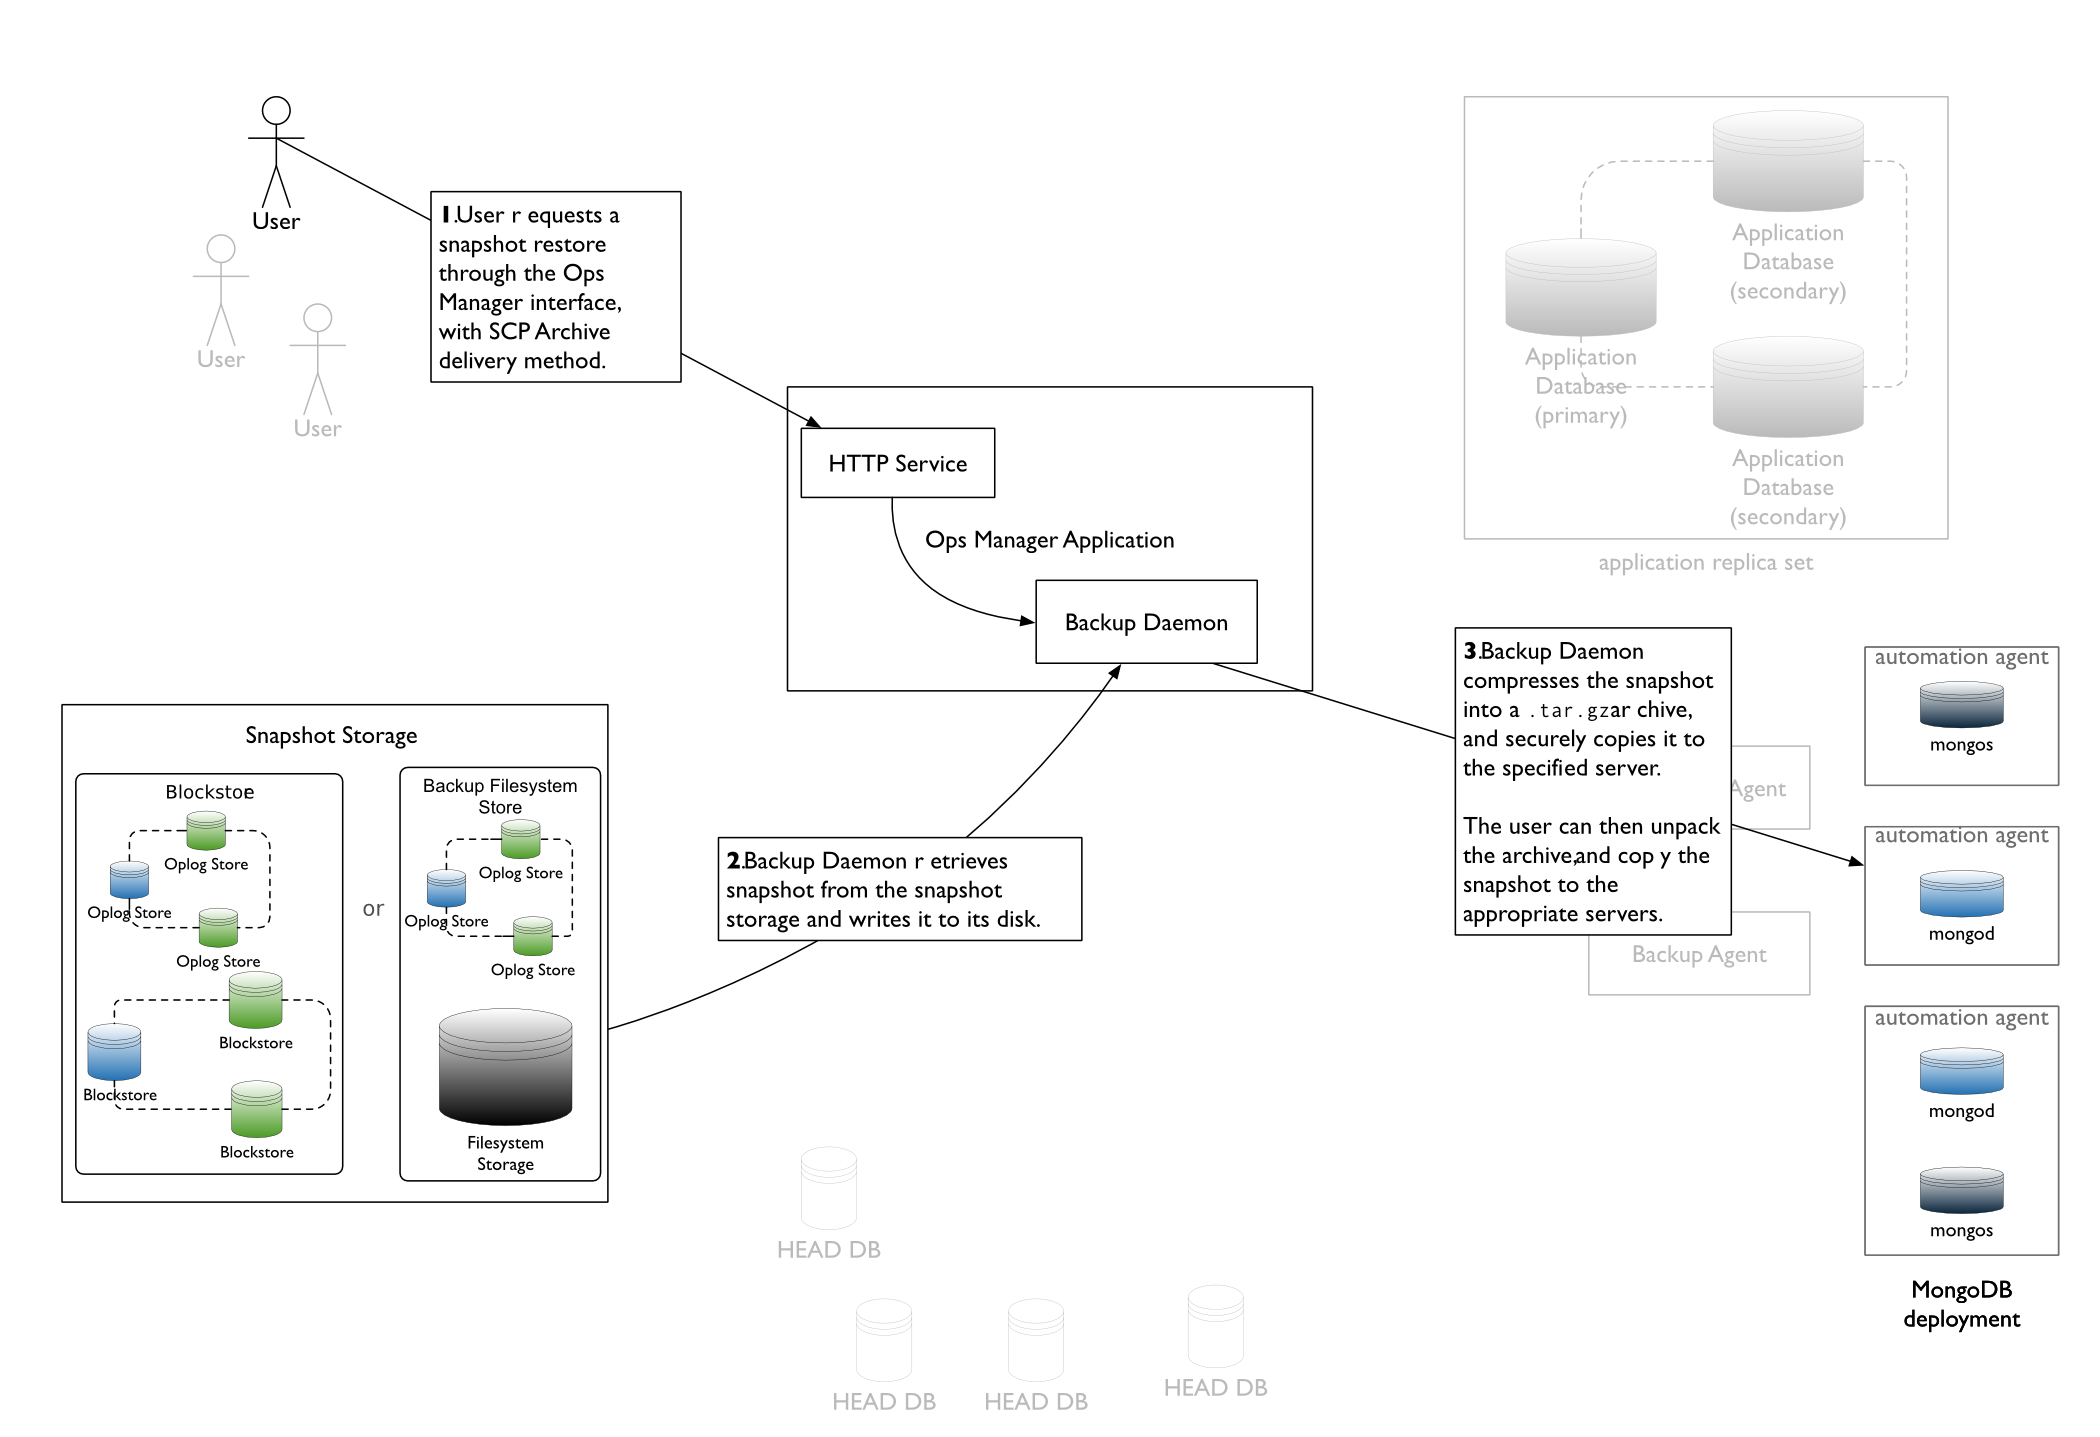 User
User
User
1.User r equests a
snapshot restore
through the Ops
Manager interface,
with SCP Archive
delivery method.
Application
Database
(secondary)
Application
Database
(primary)
Application
Database
(secondary)
application replica set
HTTP Service
Ops Manager Application
Backup Daemon
3.Backup Daemon
compresses the snapshot
into a .tar.gzar chive,
and securely copies it to
the specified server.
The user can then unpack
the archive,and cop y the
snapshot to the
appropriate servers.
Agent
Backup Agent
automation agent
mongos
automation agent
mongod
automation agent
mongod
mongos
MongoDB
deployment
Snapshot Storage
Blockstore
Oplog Store
Oplog Store
Oplog Store
Blockstore
Blockstore
Blockstore
or
Backup Filesystem
Store
Oplog Store
Oplog Store
Oplog Store
Filesystem
Storage
2.Backup Daemon r etrieves
snapshot from the snapshot
storage and writes it to its disk.
HEAD DB
HEAD DB
HEAD DB
HEAD DB